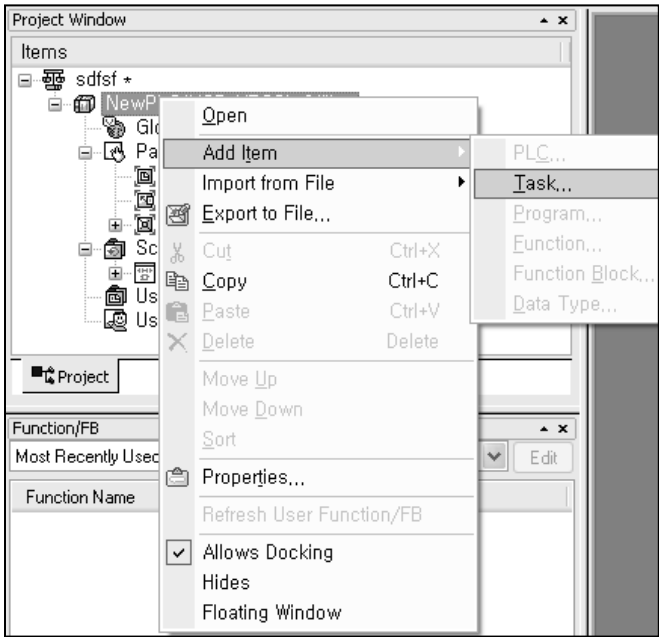 Project Window
Items
sdfsf *
Open
Glo
Pa
Add Item
PLC...
Import from File
Task...
Export to File...
Program...
Sc
Cut Ctrl+X
Function...
Copy Ctrl+C
Function Block...
Us
Paste Ctrl+V
Data Type...
Us
Delete Delete
Project
Move Up
Move Down
Function/FB
Sort
Most Recently Used
Edit
Properties...
Function Name
Refresh User Function/FB
Allows Docking
Hides
Floating Window